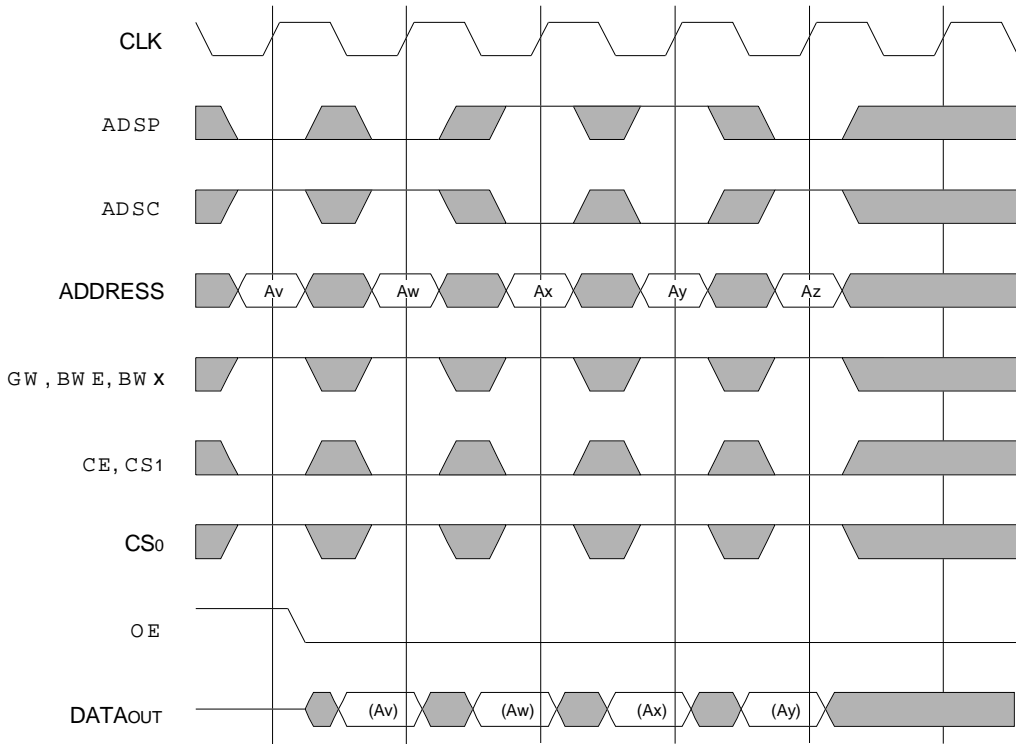 CLK
ADSP
ADSC
ADDRESS Av Aw Ax Ay Az
GW, BWE, BWx
CE, CS1
CS0
OE
DATAOUT (Av) (Aw) (Ax) (Ay)